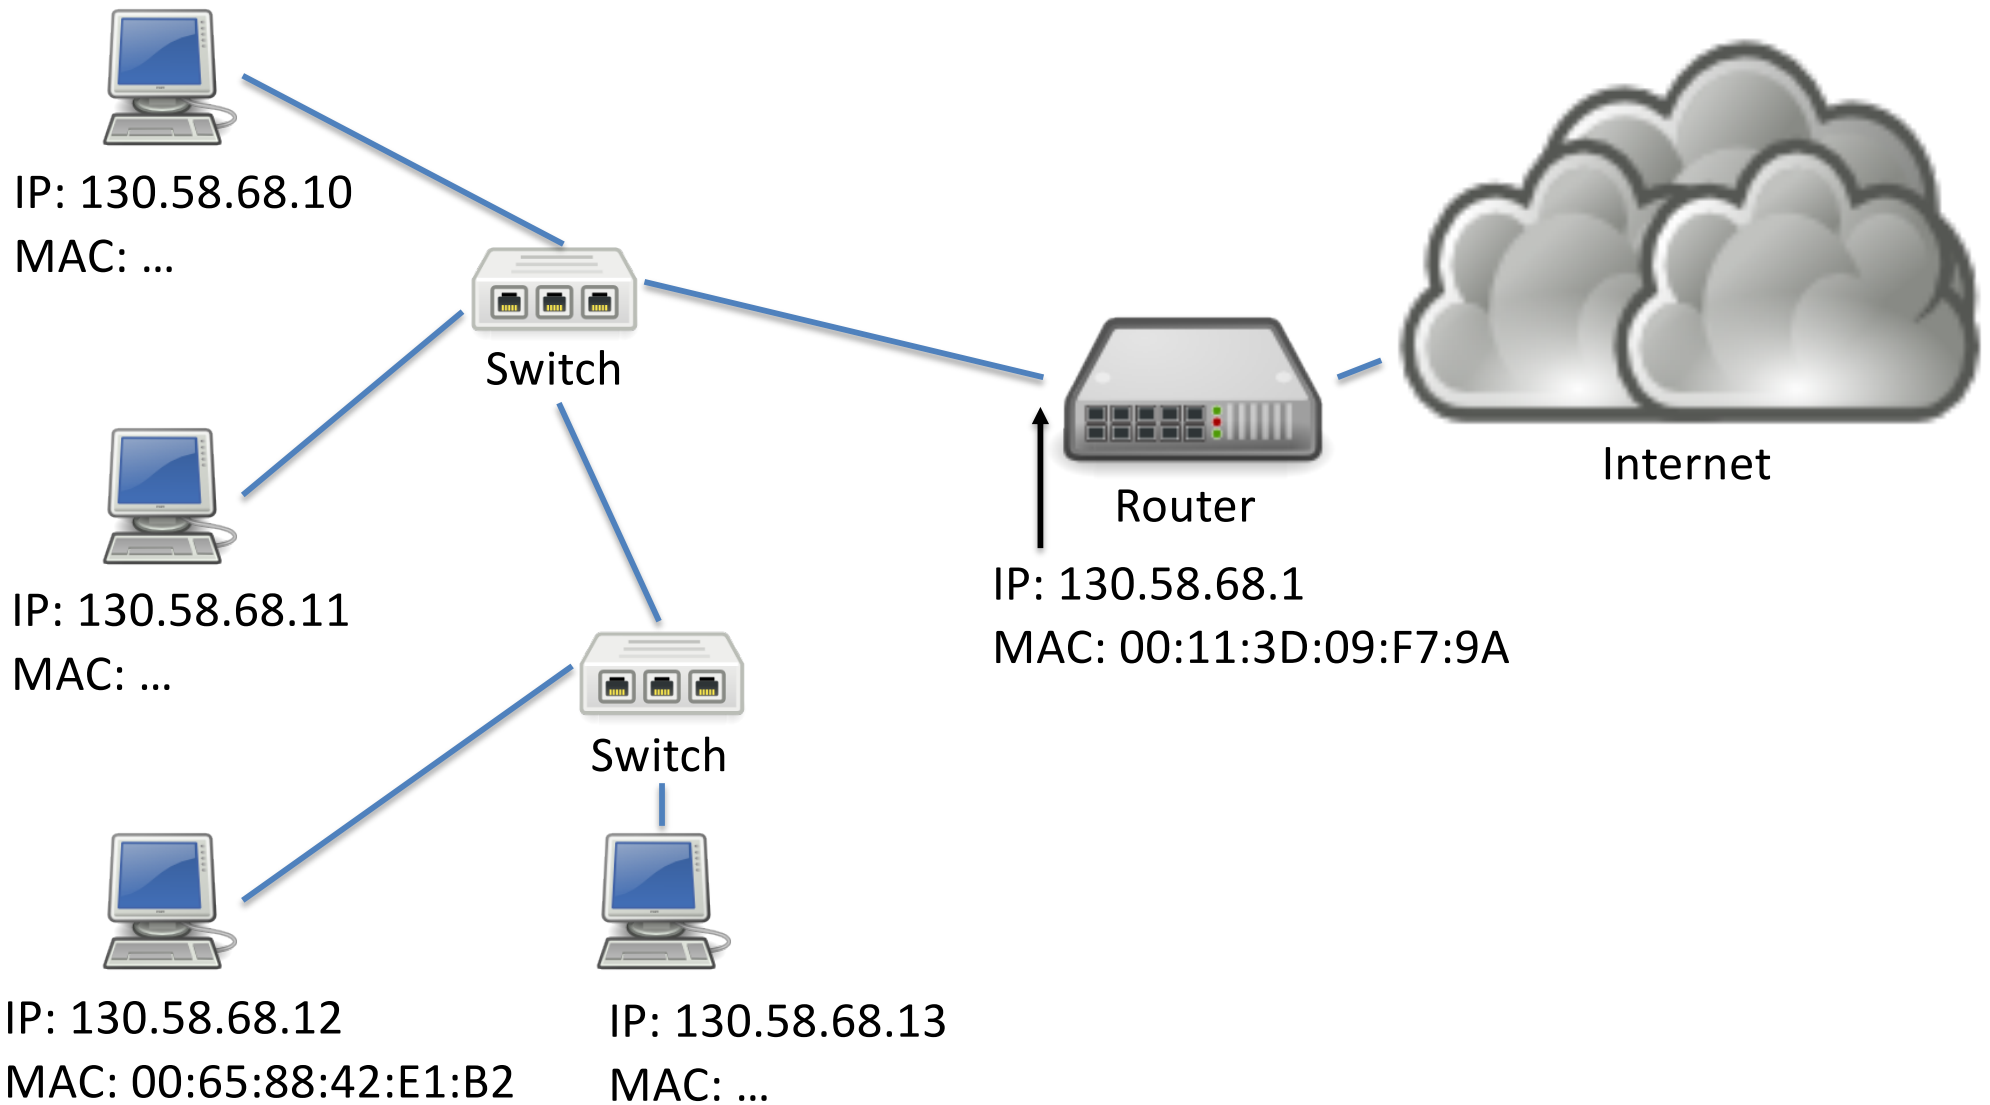 IP: 130.58.68.10
MAC: ...
Switch
Internet
Router
IP: 130.58.68.1
MAC: 00:11:3D:09:F7:9A
IP: 130.58.68.11
MAC: ...
Switch
IP: 130.58.68.12
MAC: 00:65:88:42:E1:B2
IP: 130.58.68.13
MAC: ...